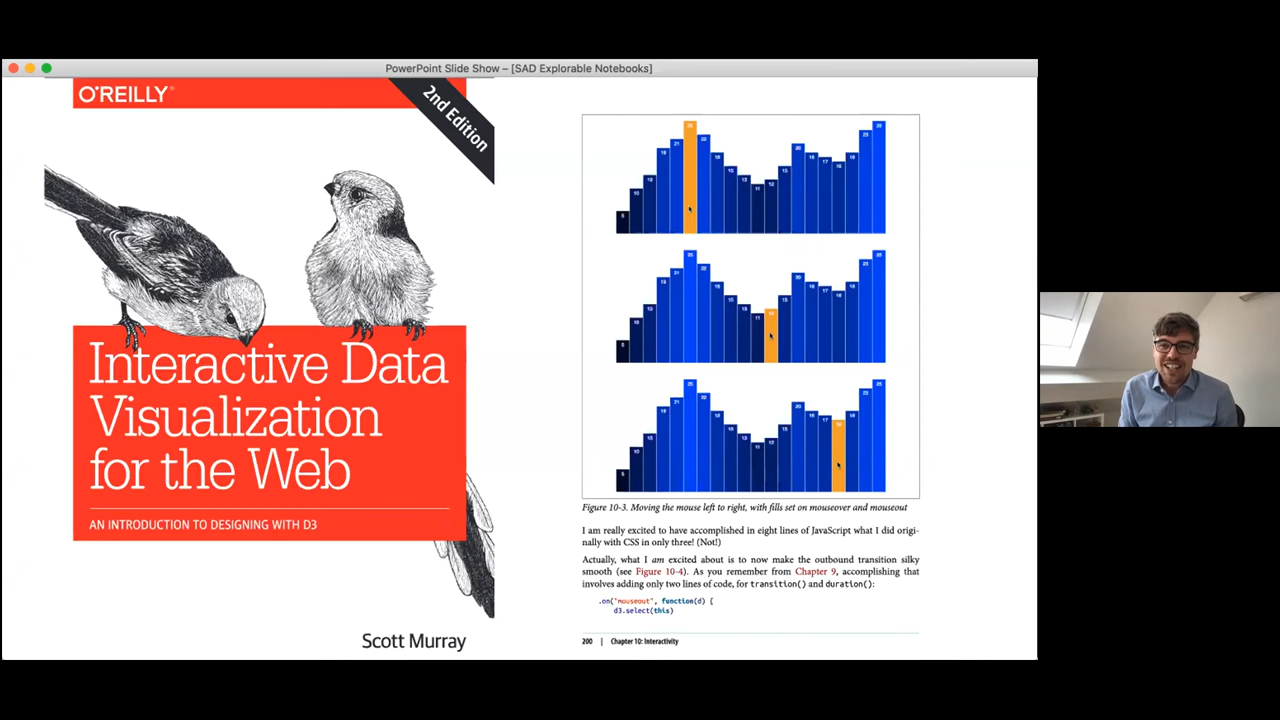 PowerPoint Slide Show – [SAD Explorable Notebooks]
O'REILLY®
2nd Edition
Interactive Data
Visualization
for the Web
AN INTRODUCTION TO DESIGNING WITH D3
Scott Murray
Figure 10-3. Moving the mouse left to right, with fills set on mouseover and mouseout
I am really excited to have accomplished in eight lines of JavaScript what I did origi-
nally with CSS in only three! (Not!)
Actually, what I am excited about is to now make the outbound transition silky
smooth (see Figure 10-4). As you remember from Chapter 9, accomplishing that
involves adding only two lines of code, for transition() and duration():
.on("mouseout", function(d) {
d3.select(this)
200 | Chapter 10: Interactivity